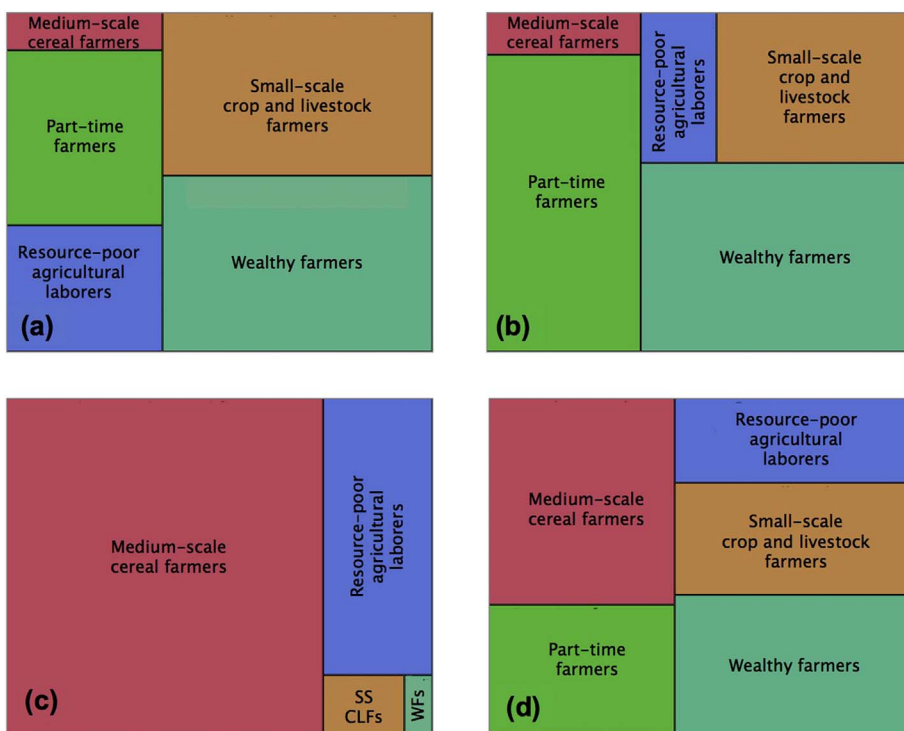 Medium-scale
cereal farmers
Part-time
farmers
Resource-poor
agricultural
laborers
Small-scale
crop and livestock
farmers
Wealthy farmers
(a)
Medium-scale
cereal farmers
Part-time
farmers
Resource-poor
agricultural
laborers
Small-scale
crop and
livestock
farmers
Wealthy farmers
(b)
Medium-scale
cereal farmers
Resource-poor
agricultural
laborers
SS
CLFs
WFs
(c)
Medium-scale
cereal farmers
Part-time
farmers
Resource-poor
agricultural
laborers
Small-scale
crop and livestock
farmers
Wealthy farmers
(d)